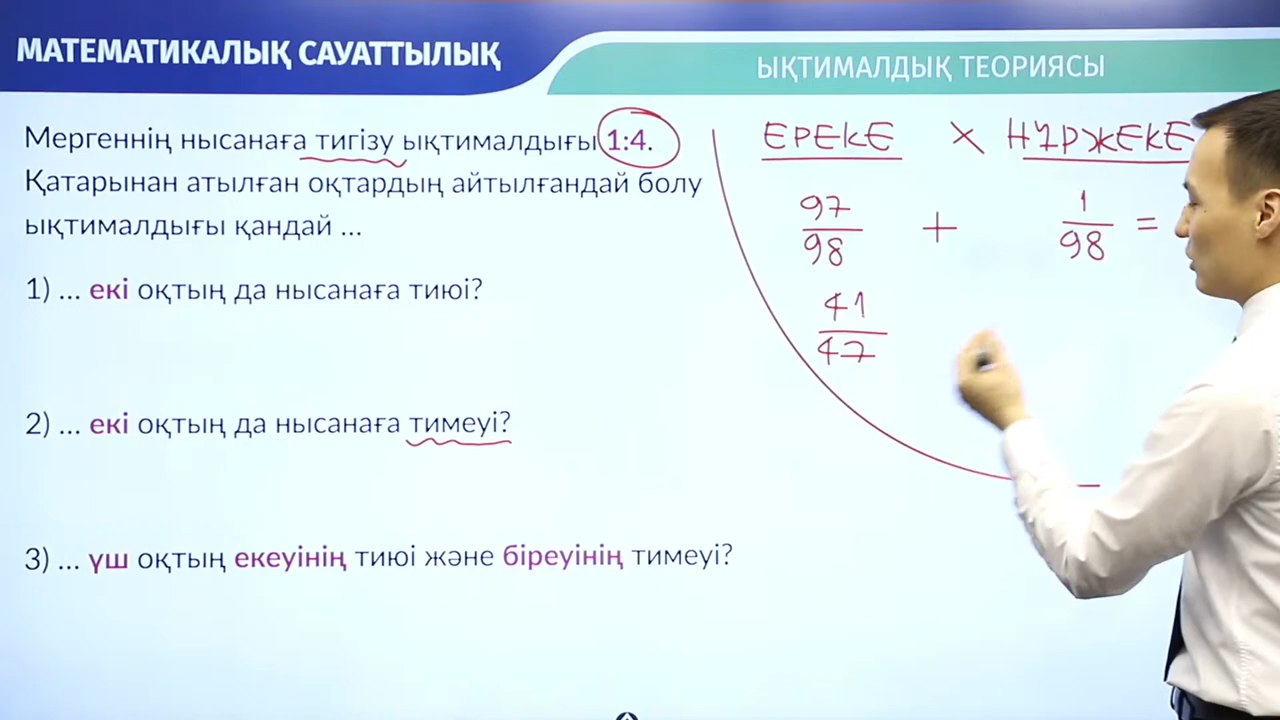 МАТЕМАТИКАЛЫҚ САУАТТЫЛЫҚ
ЫҚТИМАЛДЫҚ ТЕОРИЯСЫ
Мергеннің нысанаға тигізу ықтималдығы 1:4.
Қатарынан атылған оқтардың айтылғандай болу
ықтималдығы қандай ...
1) ... екі оқтың да нысанаға тиюі?
2) ... екі оқтың да нысанаға тимеуі?
3) ... үш оқтың екеуінің тиюі және біреуінің тимеуі?
ЕРЕКЕ × НҰРЖЕКЕ
97/98 + 1/98 =
41/47